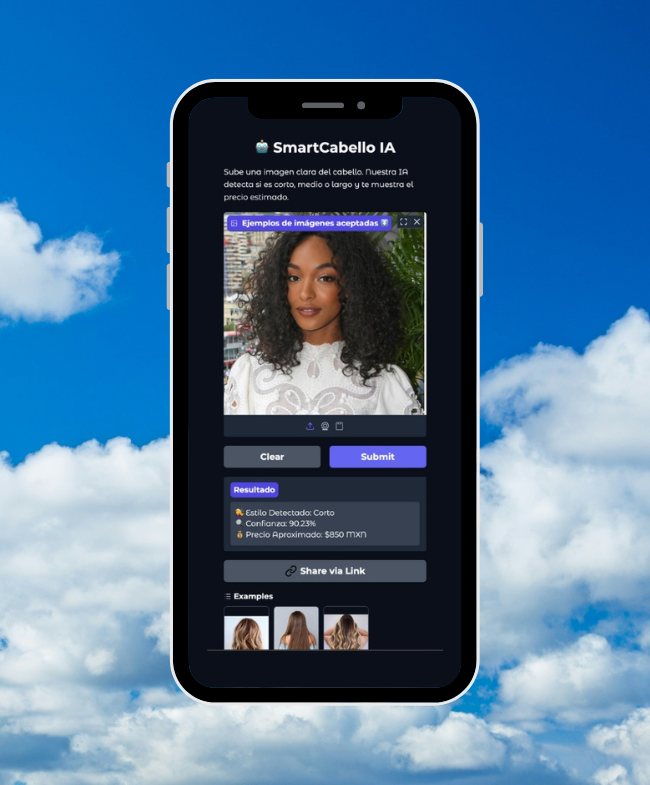 SmartCabello IA
Sube una imagen clara del cabello. Nuestra IA
detecta si es corto, medio o largo y te muestra el
precio estimado.
Ejemplos de imágenes aceptadas
Clear
Submit
Resultado
Estilo Detectado: Corto
Confianza: 90.23%
Precio Aproximado: $850 MXN
Share via Link
Examples